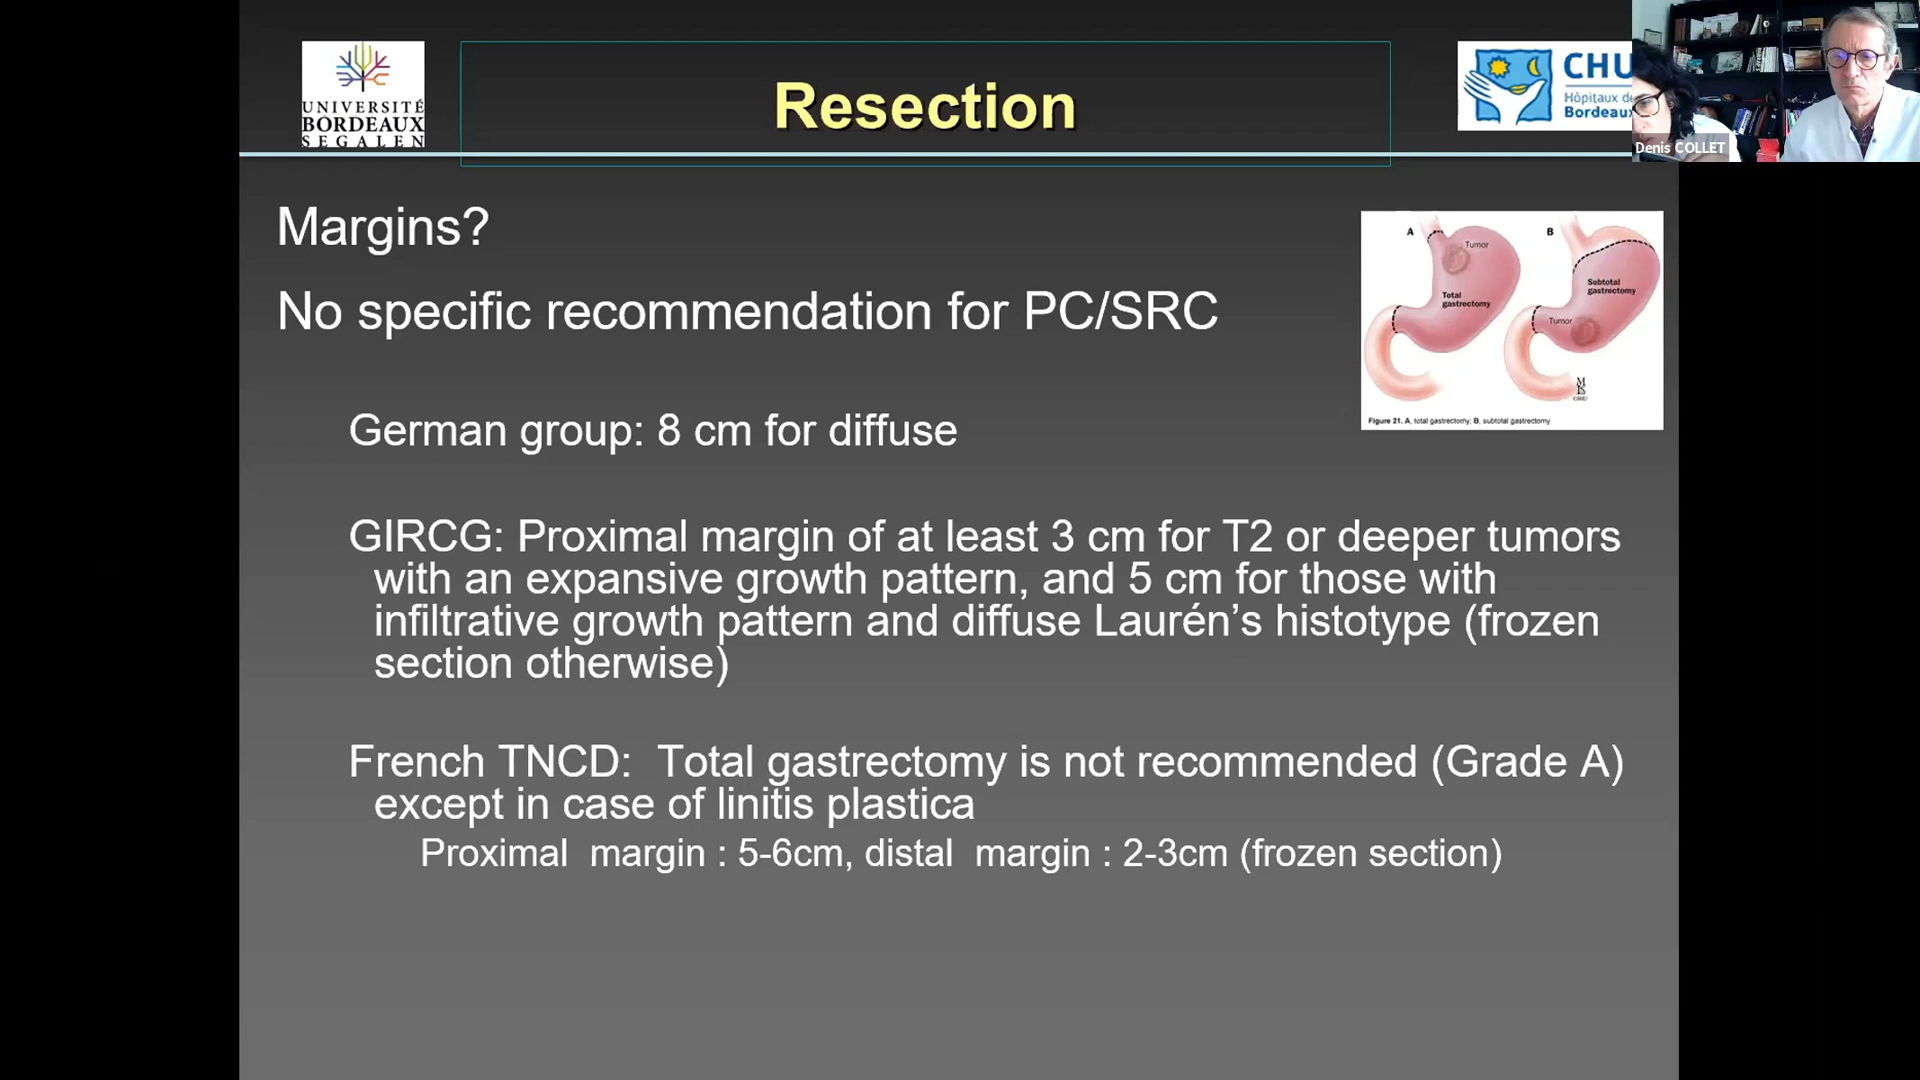 UNIVERSITÉ
BORDEAUX
SEGALEN
Resection
CHU
Hôpitaux de
Bordeaux
Denis COLLET
Margins?
No specific recommendation for PC/SRC
A
Tumor
Total
gastrectomy
B
Subtotal
gastrectomy
Tumor
Figure 21. A, total gastrectomy; B, subtotal gastrectomy
German group: 8 cm for diffuse
GIRCG: Proximal margin of at least 3 cm for T2 or deeper tumors
with an expansive growth pattern, and 5 cm for those with
infiltrative growth pattern and diffuse Laurén’s histotype (frozen
section otherwise)
French TNCD: Total gastrectomy is not recommended (Grade A)
except in case of linitis plastica
Proximal margin : 5-6cm, distal margin : 2-3cm (frozen section)